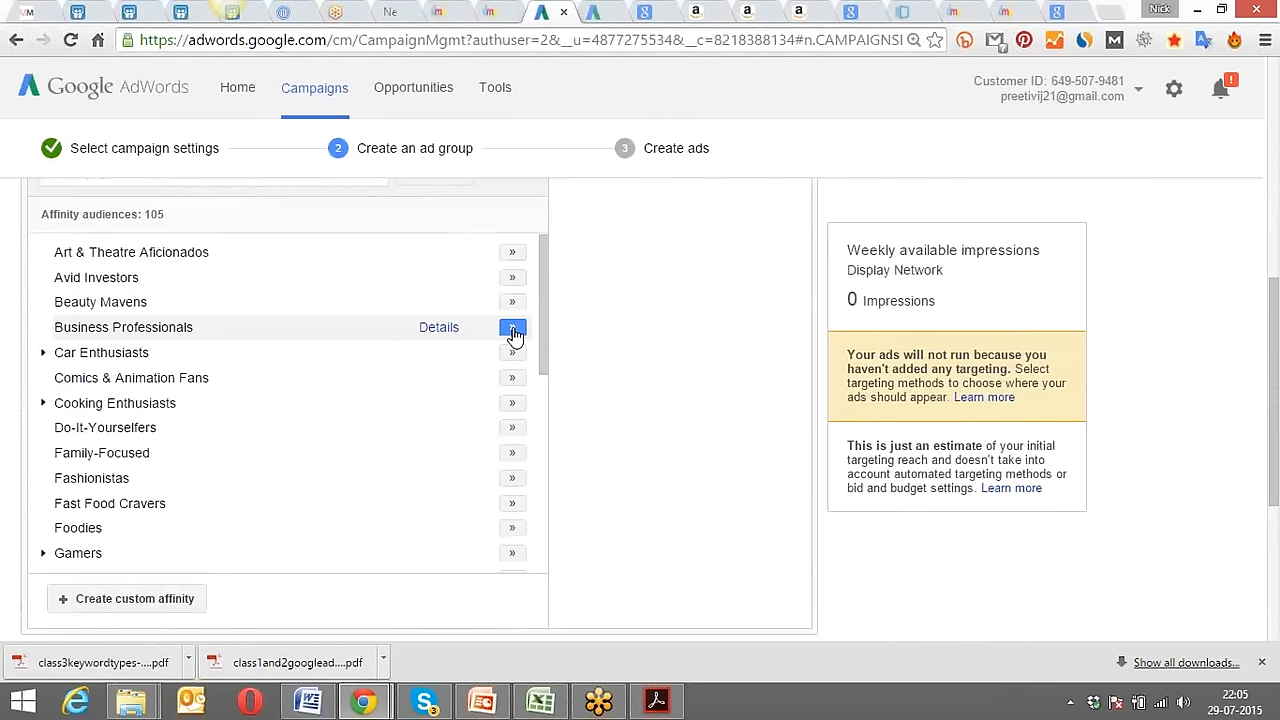 Ne
Nick
https://adwords.google.com/cm/CampaignMgmt?authuser=2&__u=4877275534&__c=8218388134#n.CAMPAIGNSI
Google AdWords
Home
Campaigns
Opportunities
Tools
Customer ID: 649-507-9481
preetivij21@gmail.com
Select campaign settings
2
Create an ad group
3
Create ads
Affinity audiences: 105
Art & Theatre Aficionados
Avid Investors
Beauty Mavens
Business Professionals
Details
Car Enthusiasts
Comics & Animation Fans
Cooking Enthusiasts
Do-It-Yourselfers
Family-Focused
Fashionistas
Fast Food Cravers
Foodies
Gamers
+ Create custom affinity
Weekly available impressions
Display Network
0 Impressions
Your ads will not run because you
haven't added any targeting. Select
targeting methods to choose where your
ads should appear. Learn more
This is just an estimate of your initial
targeting reach and doesn't take into
account automated targeting methods or
bid and budget settings. Learn more
class3keywordtypes-....pdf
class1and2googlead....pdf
Show all downloads...
22:05
29-07-2015